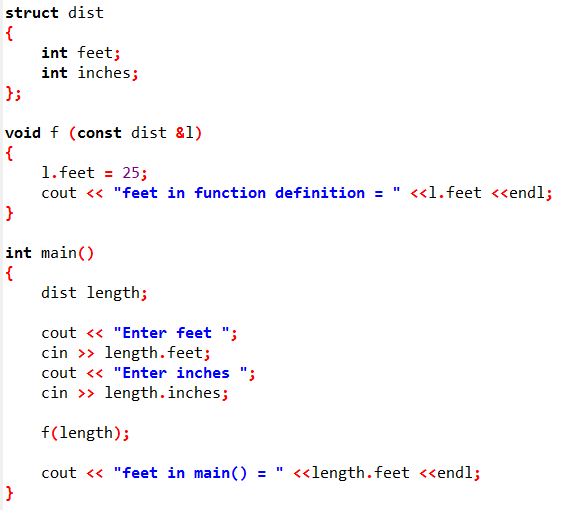 struct dist
{
    int feet;
    int inches;
};

void f (const dist &l)
{
    l.feet = 25;
    cout << "feet in function definition = " <<l.feet <<endl;
}

int main()
{
    dist length;

    cout << "Enter feet ";
    cin >> length.feet;
    cout << "Enter inches ";
    cin >> length.inches;

    f(length);

    cout << "feet in main() = " <<length.feet <<endl;
}